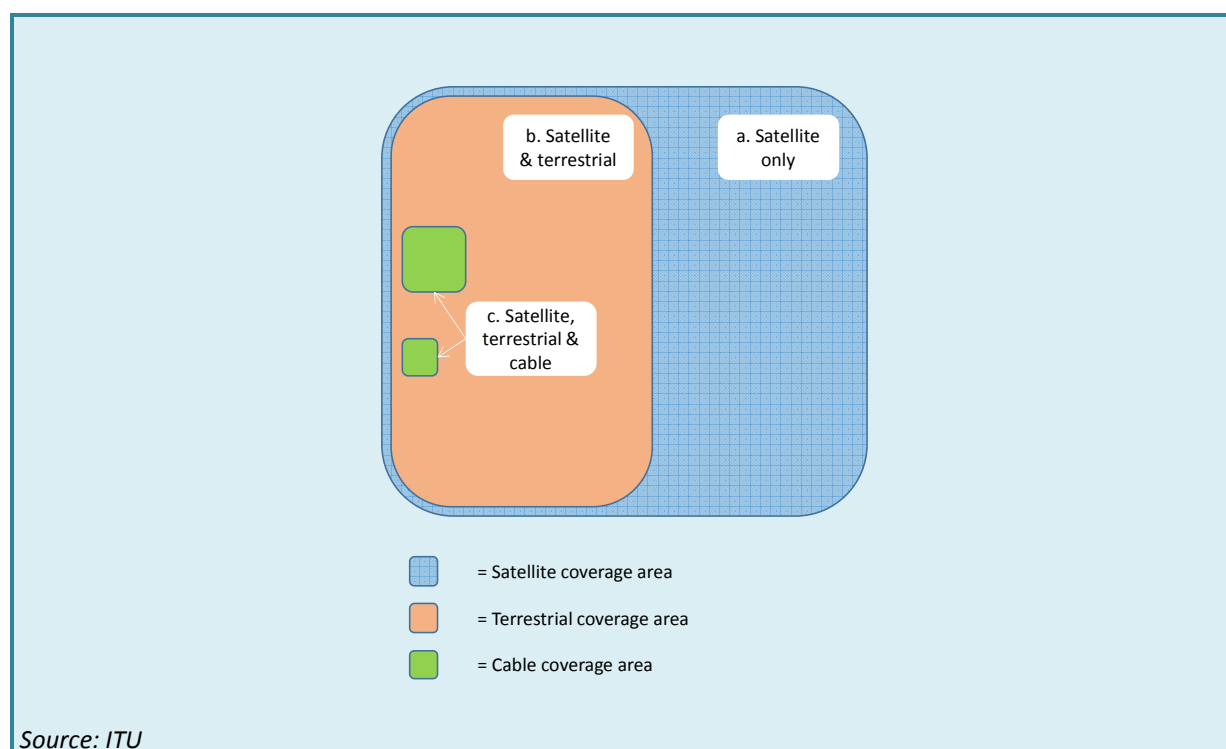 b. Satellite
& terrestrial
a. Satellite
only
c. Satellite,
terrestrial &
cable
= Satellite coverage area
= Terrestrial coverage area
= Cable coverage area
Source: ITU